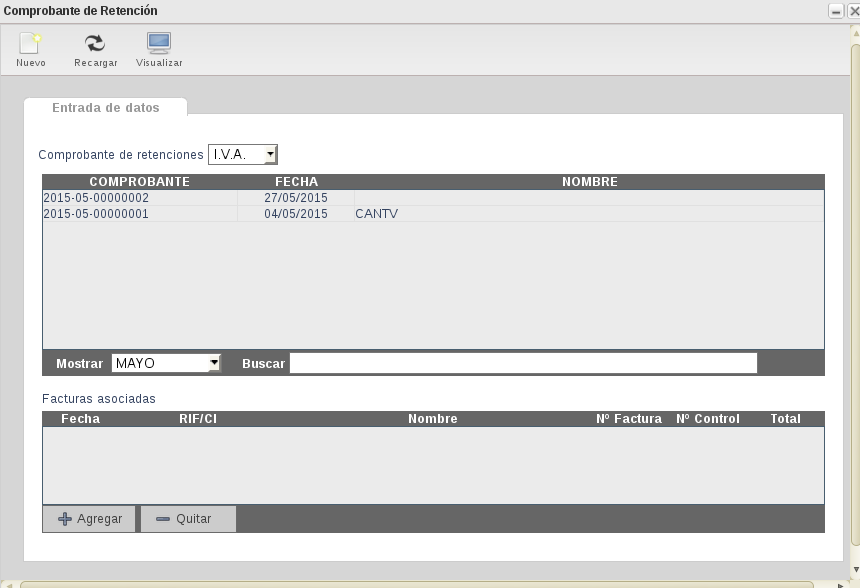 Comprobante de Retención
Nuevo Recargar Visualizar
Entrada de datos
Comprobante de retenciones I.V.A.
COMPROBANTE FECHA NOMBRE
2015-05-00000002 27/05/2015
2015-05-00000001 04/05/2015 CANTV
Mostrar MAYO Buscar
Facturas asociadas
Fecha RIF/CI Nombre Nº Factura Nº Control Total
Agregar Quitar